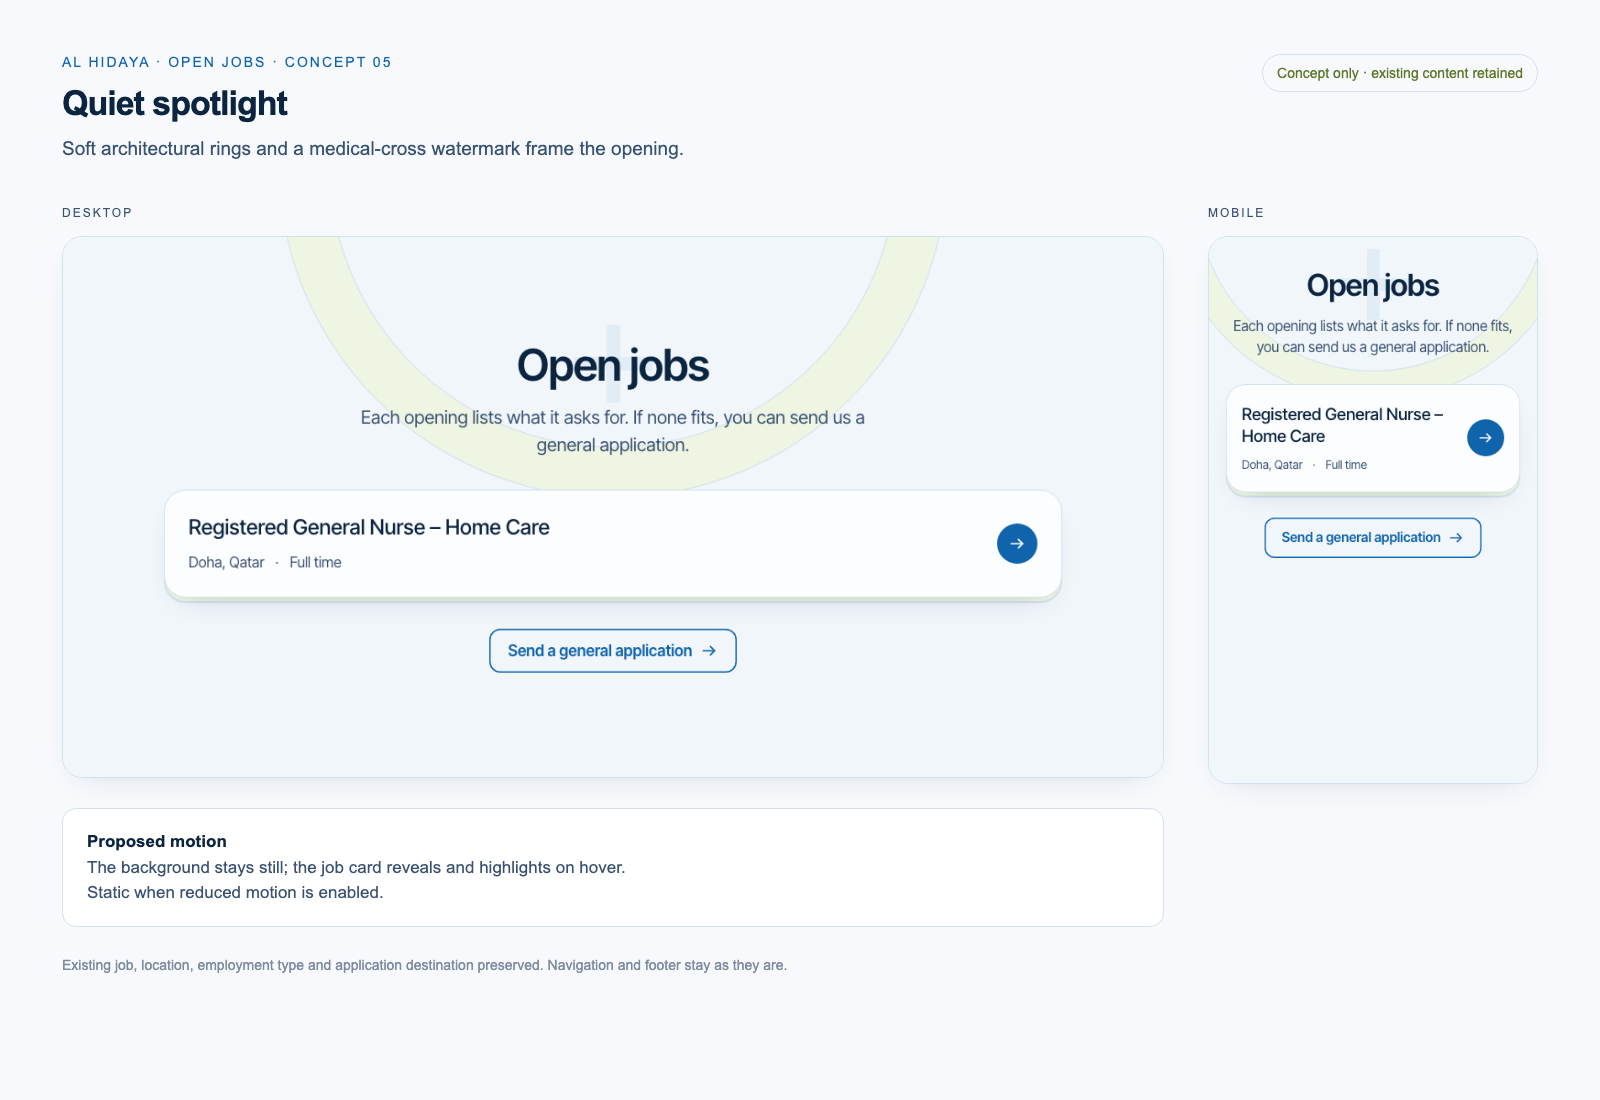 AL HIDAYA · OPEN JOBS · CONCEPT 05
Concept only · existing content retained
Quiet spotlight
Soft architectural rings and a medical-cross watermark frame the opening.
DESKTOP
Open jobs
Each opening lists what it asks for. If none fits, you can send us a
general application.
Registered General Nurse – Home Care
Doha, Qatar · Full time
Send a general application →
MOBILE
Open jobs
Each opening lists what it asks for. If none fits,
you can send us a general application.
Registered General Nurse –
Home Care
Doha, Qatar · Full time
Send a general application →
Proposed motion
The background stays still; the job card reveals and highlights on hover.
Static when reduced motion is enabled.
Existing job, location, employment type and application destination preserved. Navigation and footer stay as they are.